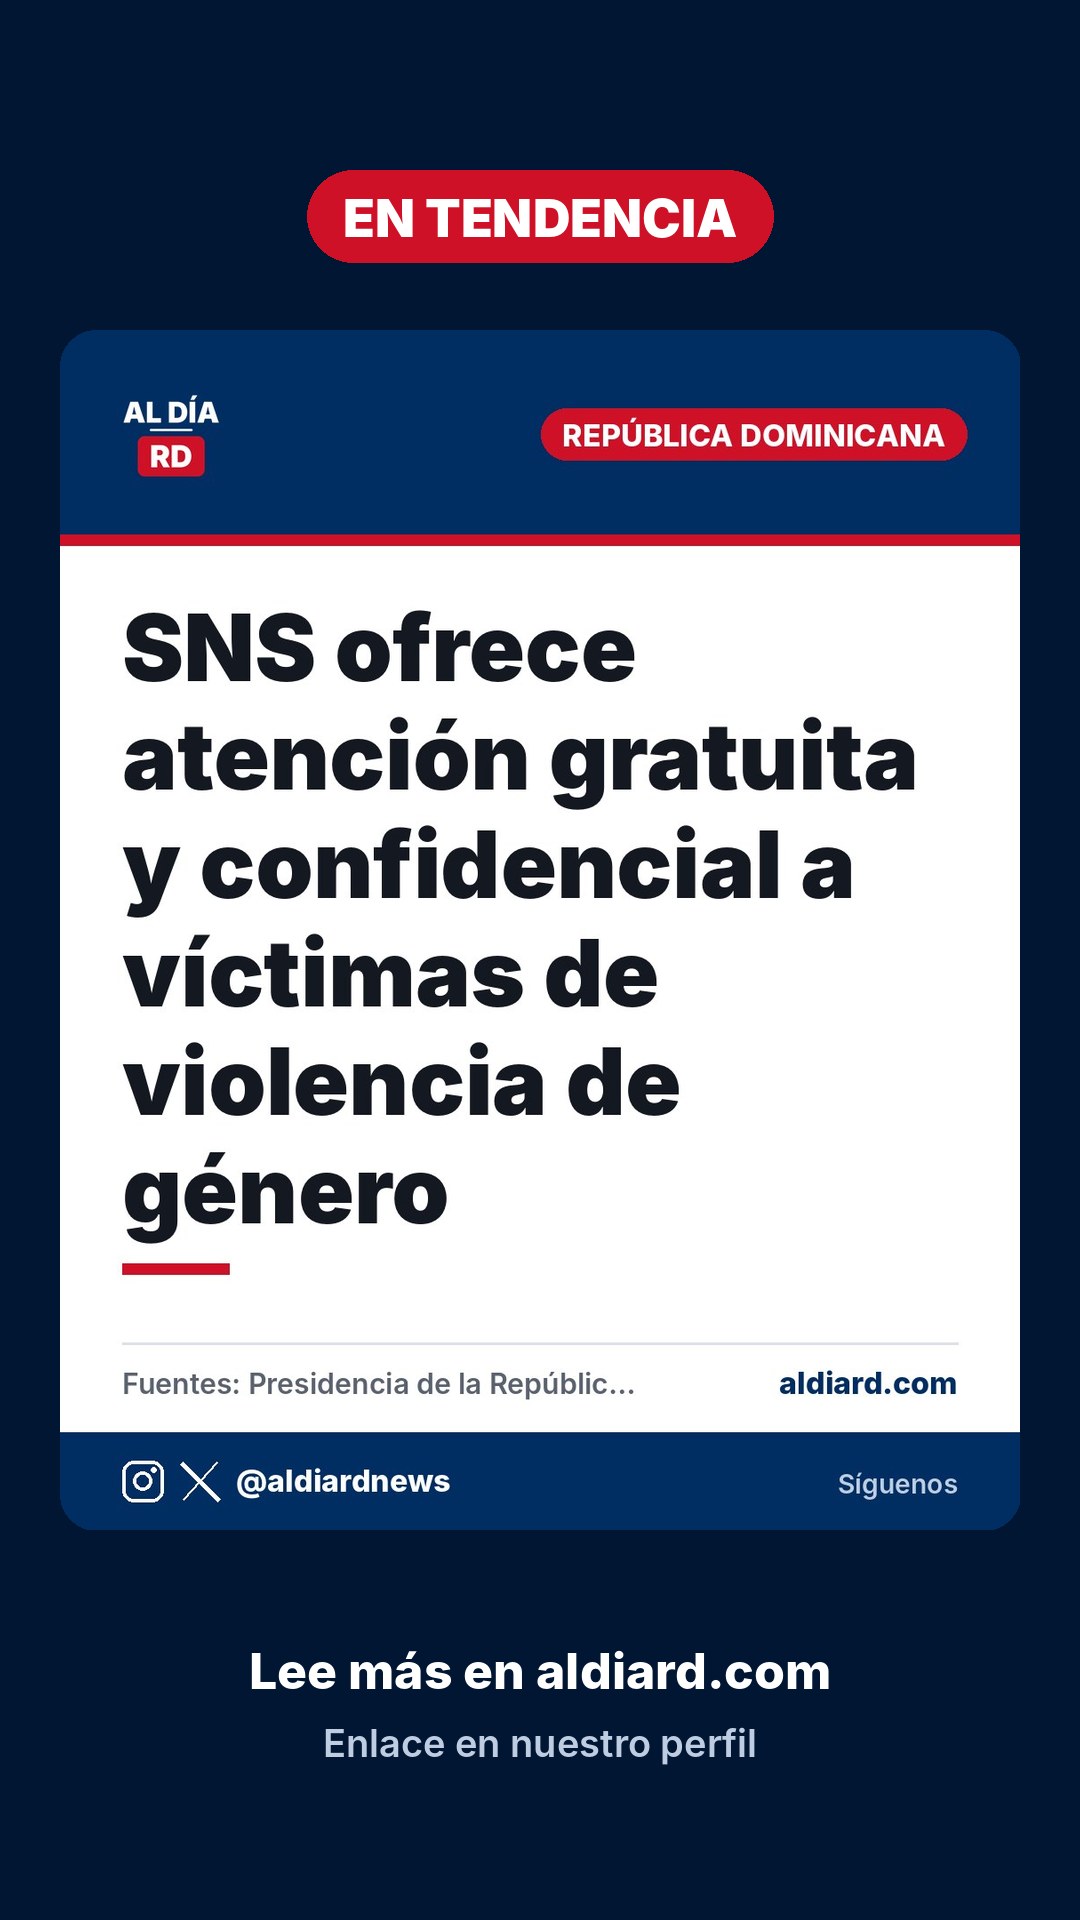 EN TENDENCIA
AL DÍA
RD
REPÚBLICA DOMINICANA
SNS ofrece
atención gratuita
y confidencial a
víctimas de
violencia de
género
Fuentes: Presidencia de la Repúblic...
aldiard.com
@aldiardnews
Síguenos
Lee más en aldiard.com
Enlace en nuestro perfil